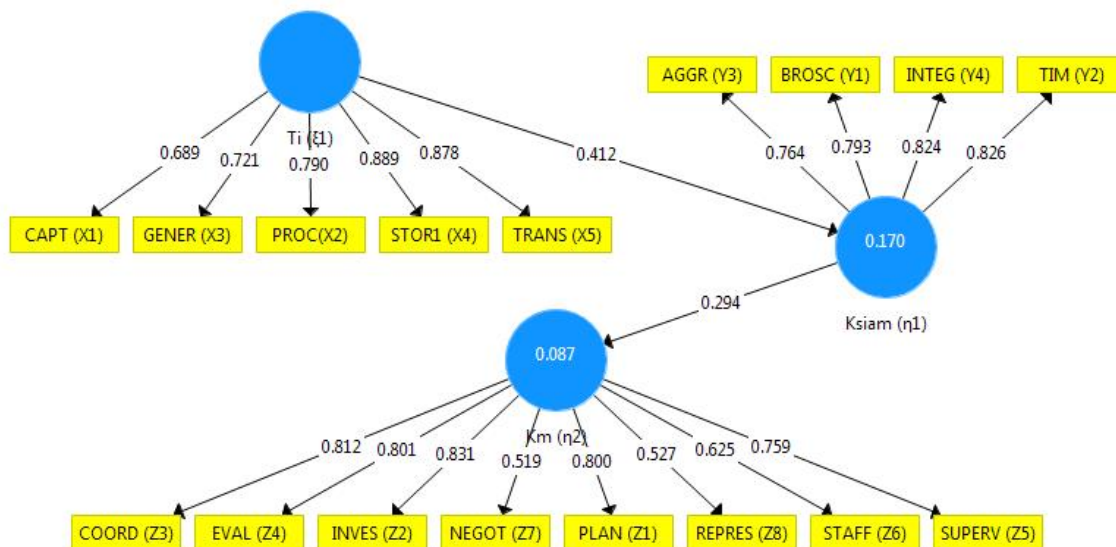 AGGR (Y3) BROSC (Y1) INTEG (Y4) TIM (Y2)
Ti (ξ1)
0.689 0.721 0.790 0.889 0.878 0.412 0.764 0.793 0.824 0.826
CAPT (X1) GENER (X3) PROC(X2) STOR1 (X4) TRANS (X5)
0.170
0.294
Ksiam (η1)
0.087
Km (η2)
0.812 0.801 0.831 0.519 0.800 0.527 0.625 0.759
COORD (Z3) EVAL (Z4) INVES (Z2) NEGOT (Z7) PLAN (Z1) REPRES (Z8) STAFF (Z6) SUPERV (Z5)